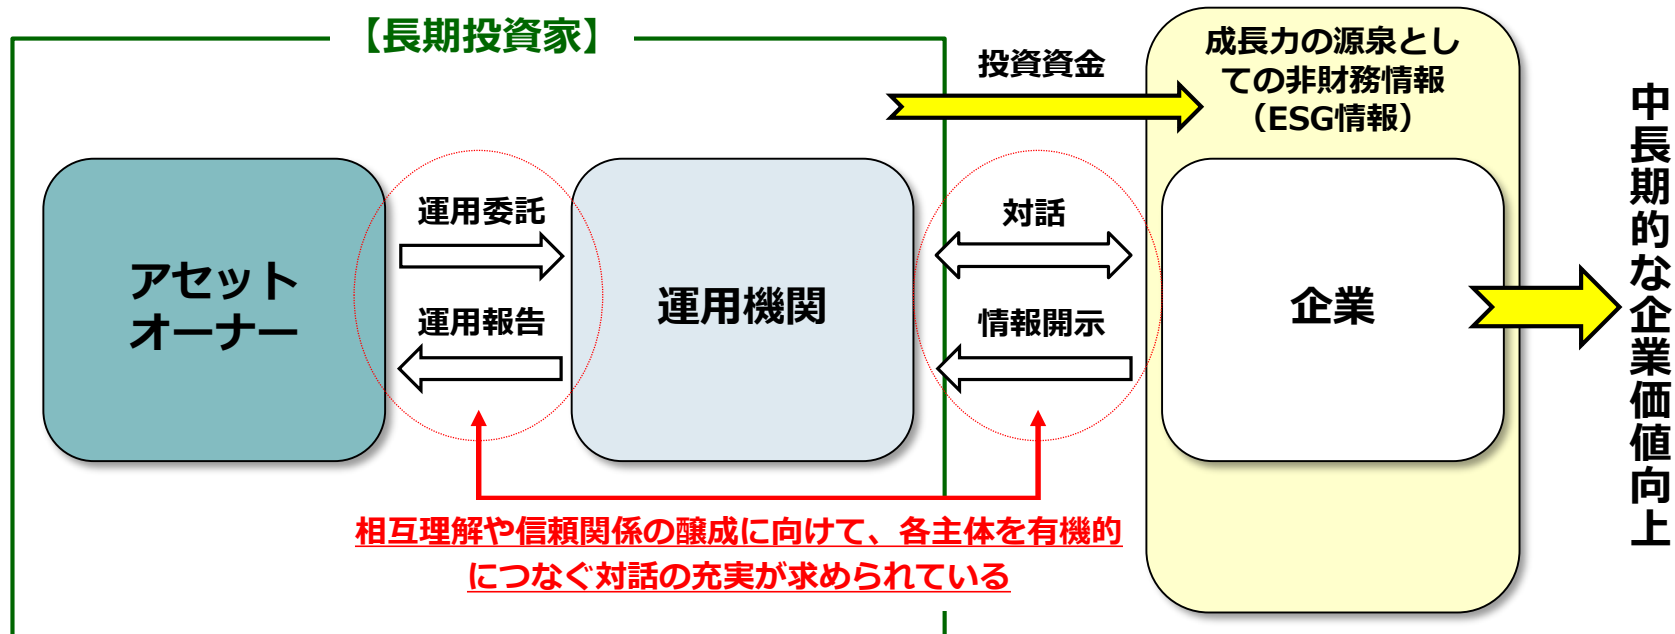 【長期投資家】
投資資金
成長力の源泉とし
ての非財務情報
（ESG情報）
アセット
オーナー
運用委託
運用報告
運用機関
対話
情報開示
企業
中長期的な企業価値向上
相互理解や信頼関係の醸成に向けて、各主体を有機的
につなぐ対話の充実が求められている